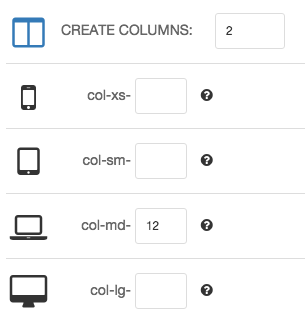 CREATE COLUMNS: 2
col-xs-
col-sm-
col-md- 12
col-lg-